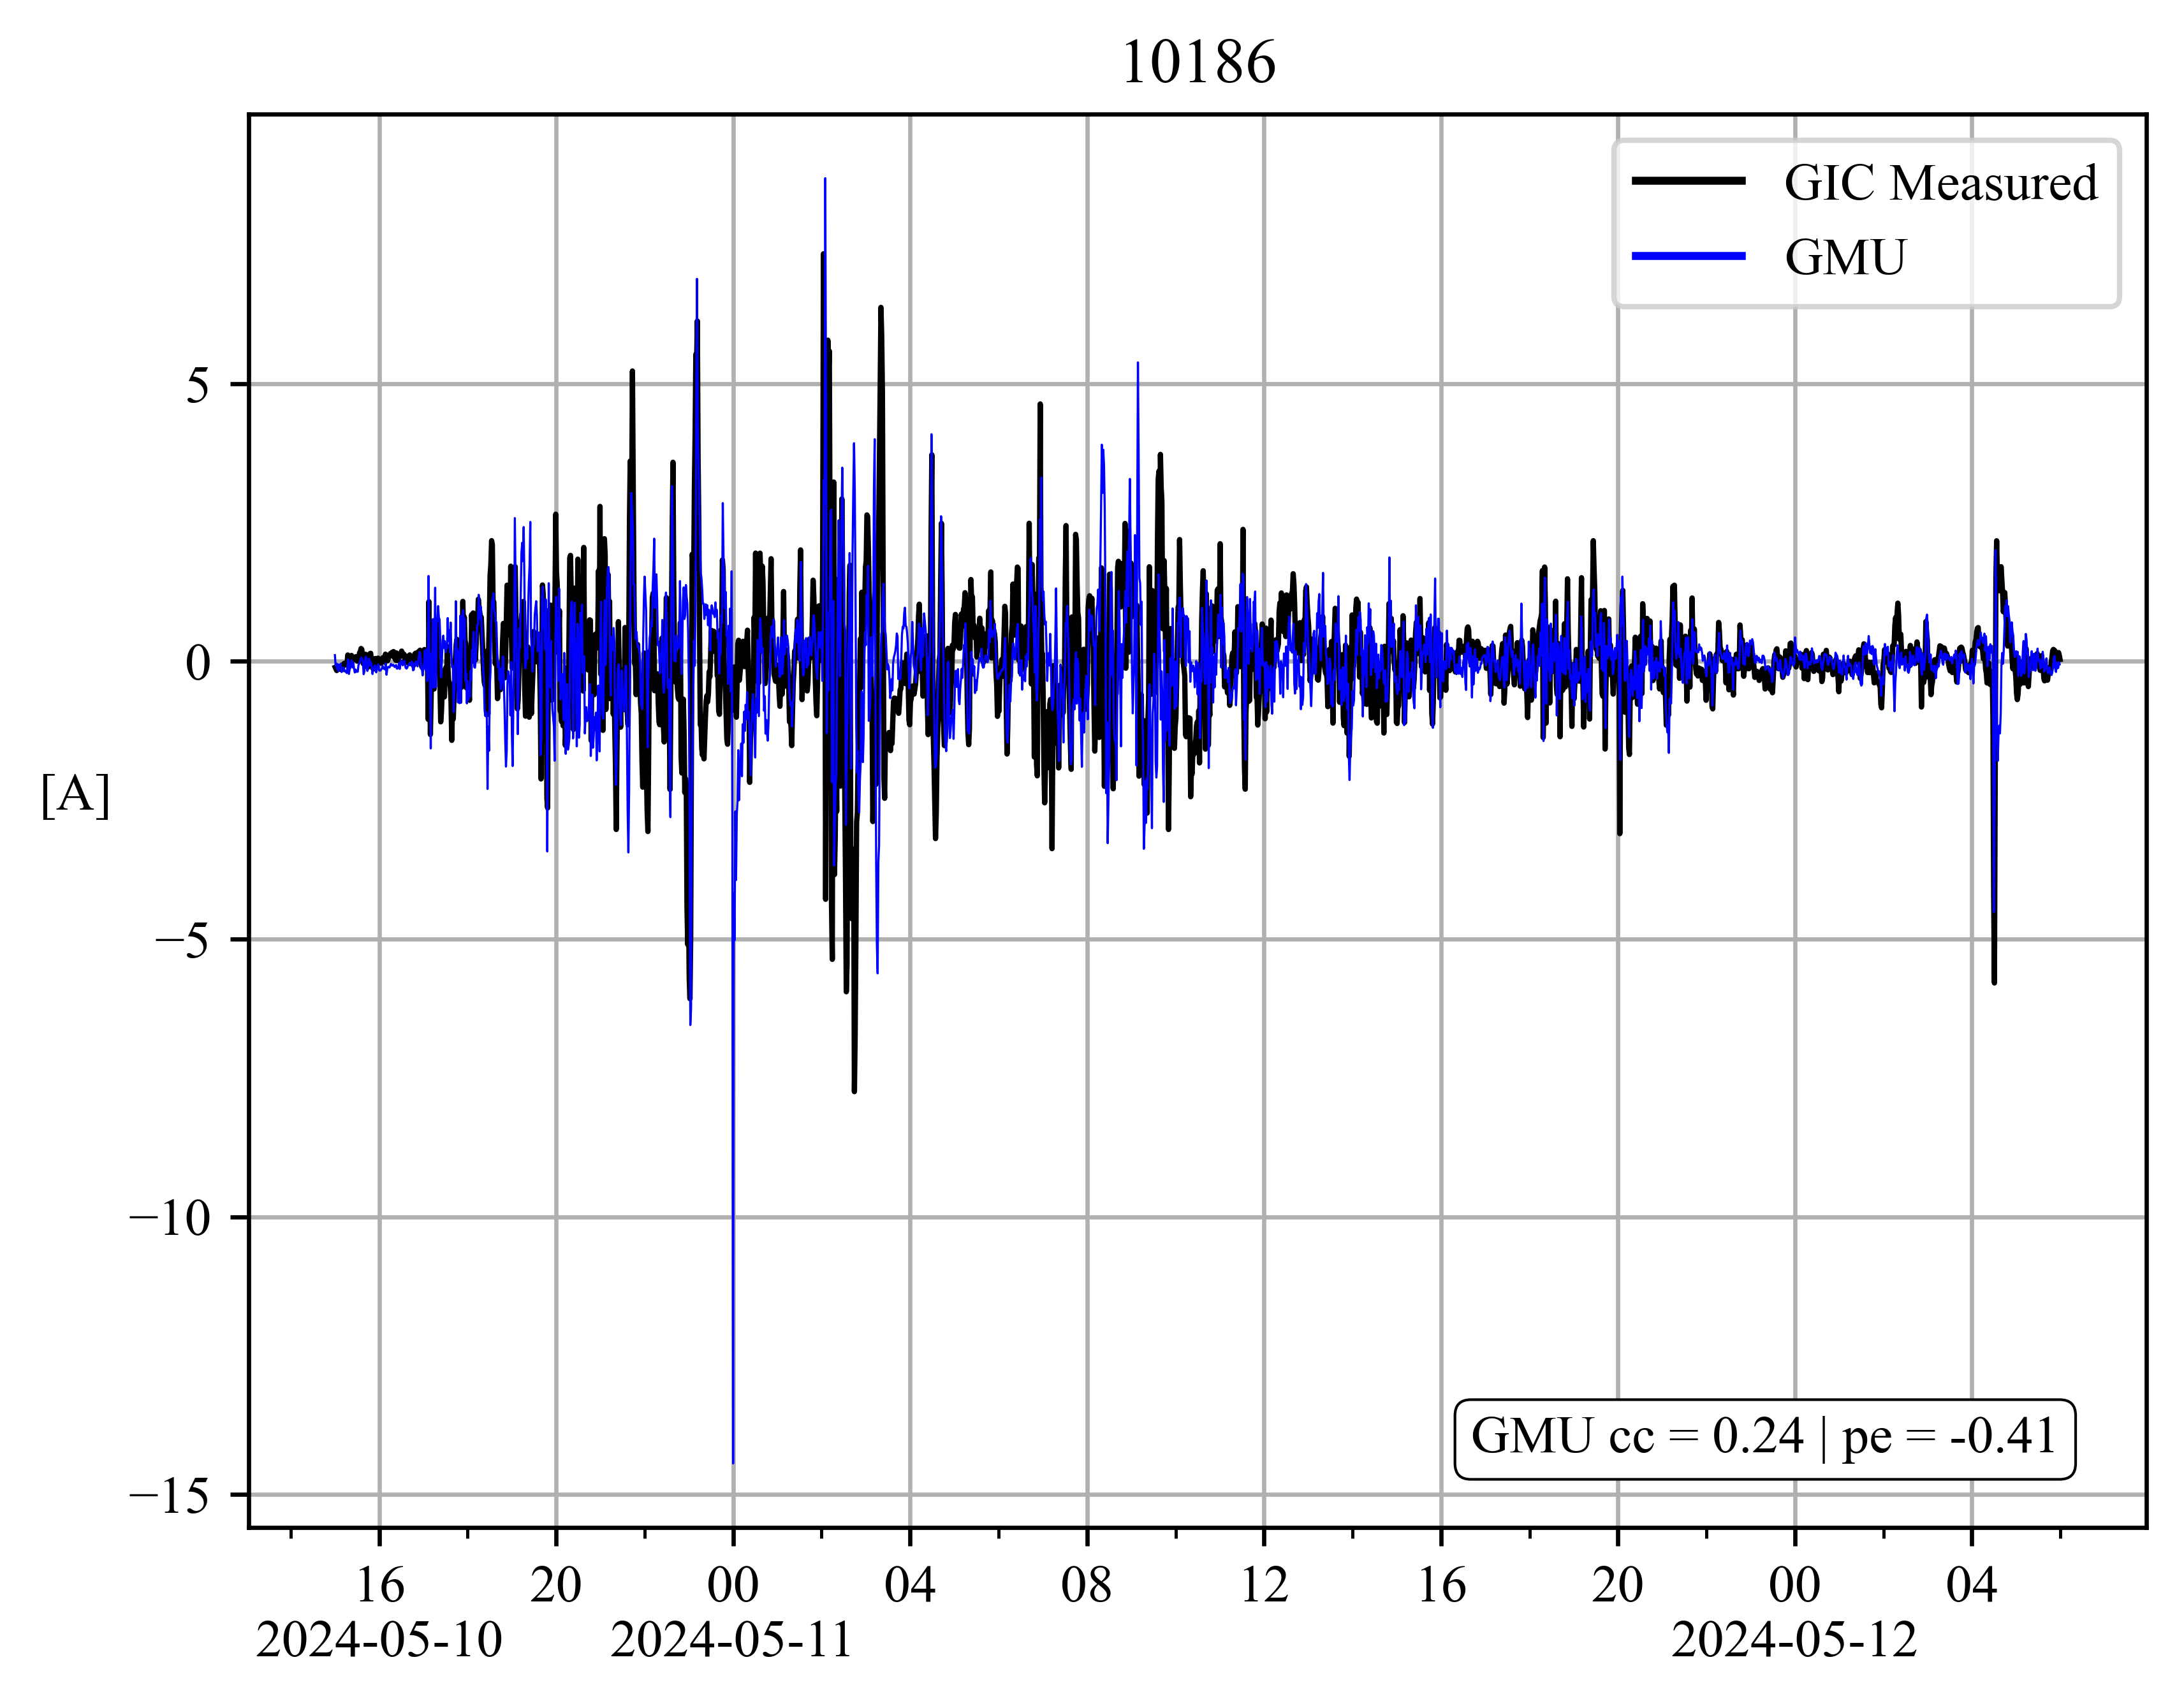 10186
GIC Measured
GMU
5
0
[A]
−5
−10
−15
GMU cc = 0.24 | pe = -0.41
16 20 00 04 08 12 16 20 00 04
2024-05-10 2024-05-11 2024-05-12